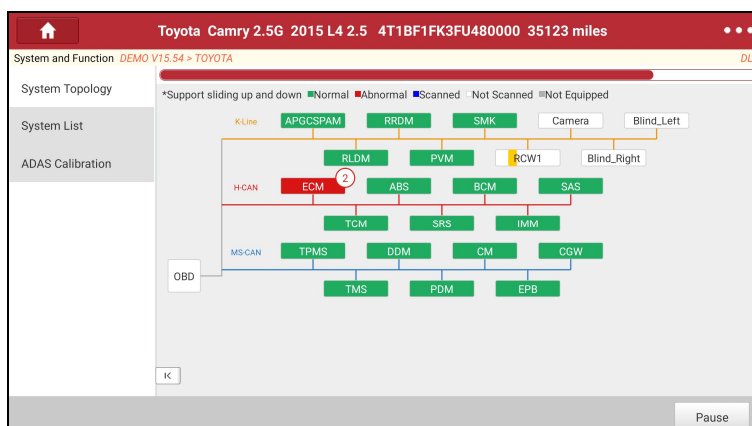 Toyota Camry 2.5G 2015 L4 2.5 4T1BF1FK3FU480000 35123 miles
System and Function DEMO V15.54 > TOYOTA DL
System Topology
*Support sliding up and down Normal Abnormal Scanned Not Scanned Not Equipped
System List
K-Line APGCSPAM RRDM SMK Camera Blind_Left
ADAS Calibration
RLDM PVM RCW1 Blind_Right
2
H-CAN ECM ABS BCM SAS
TCM SRS IMM
MS-CAN TPMS DDM CM CGW
OBD
TMS PDM EPB
Pause